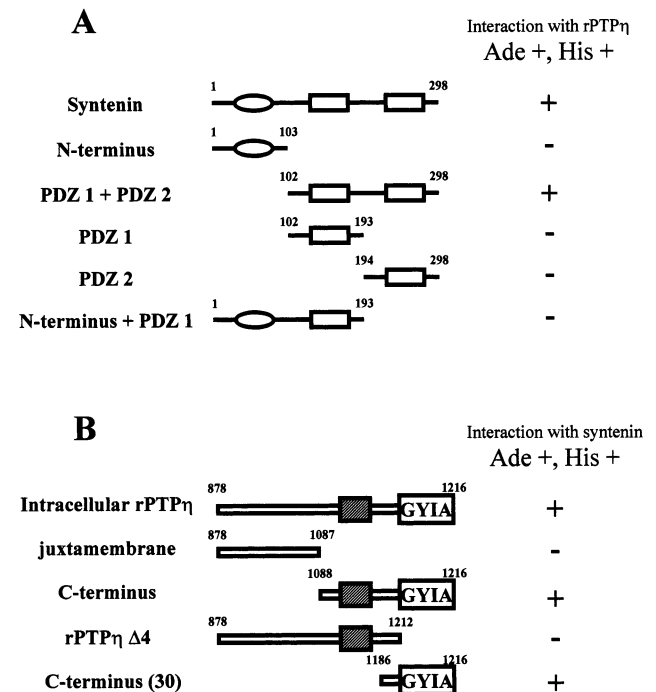 A
Interaction with rPTPη
Ade +, His +
1 298
Syntenin +
1 103
N-terminus -
102 298
PDZ 1 + PDZ 2 +
102 193
PDZ 1 -
194 298
PDZ 2 -
1 193
N-terminus + PDZ 1 -
B
Interaction with syntenin
Ade +, His +
878 1216
Intracellular rPTPη GYIA +
878 1087
juxtamembrane -
1088 1216
C-terminus GYIA +
878 1212
rPTPη Δ4 -
1186 1216
C-terminus (30) GYIA +